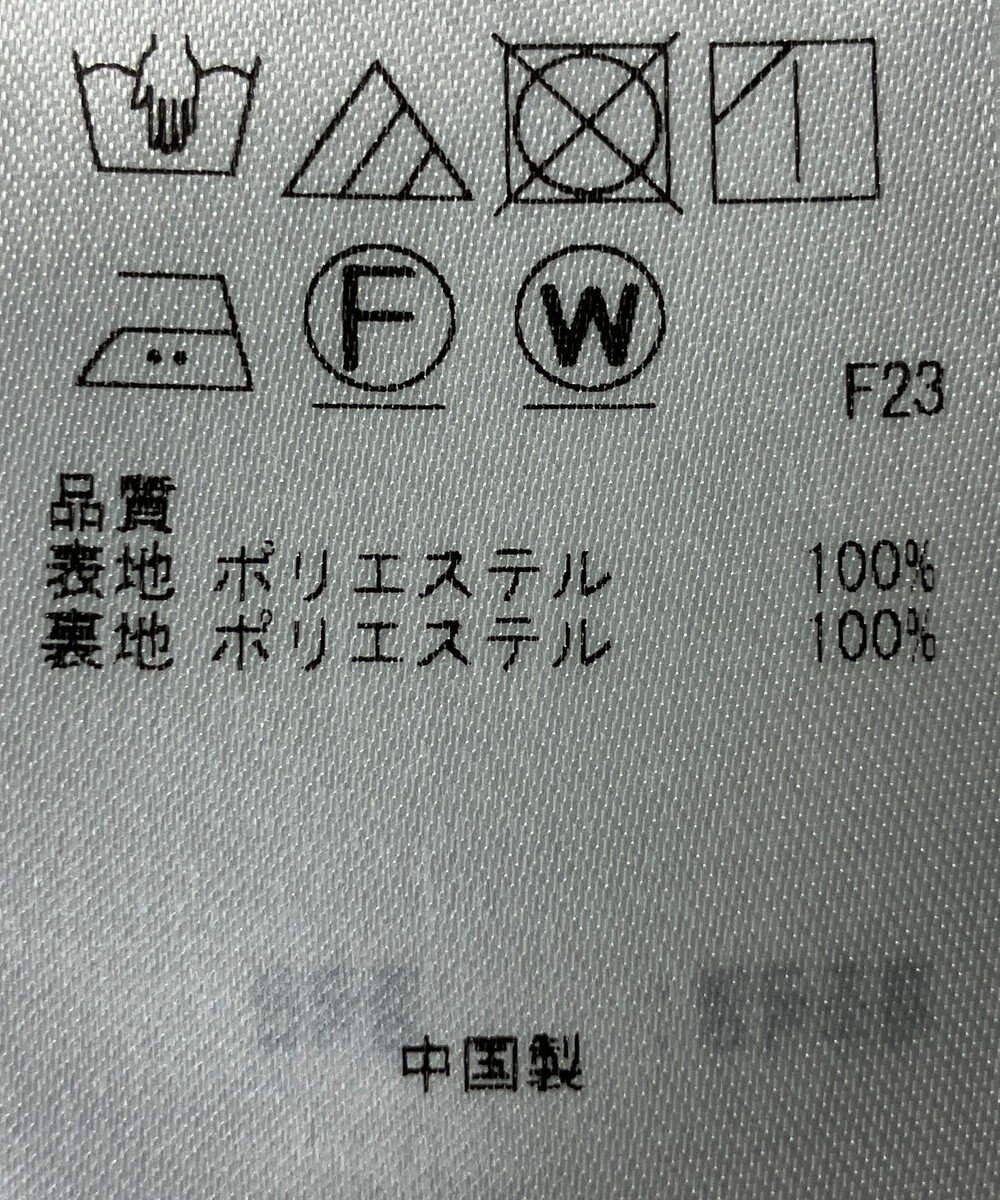 F W F23
品質
表地 ポリエステル 100%
裏地 ポリエステル 100%
中国製